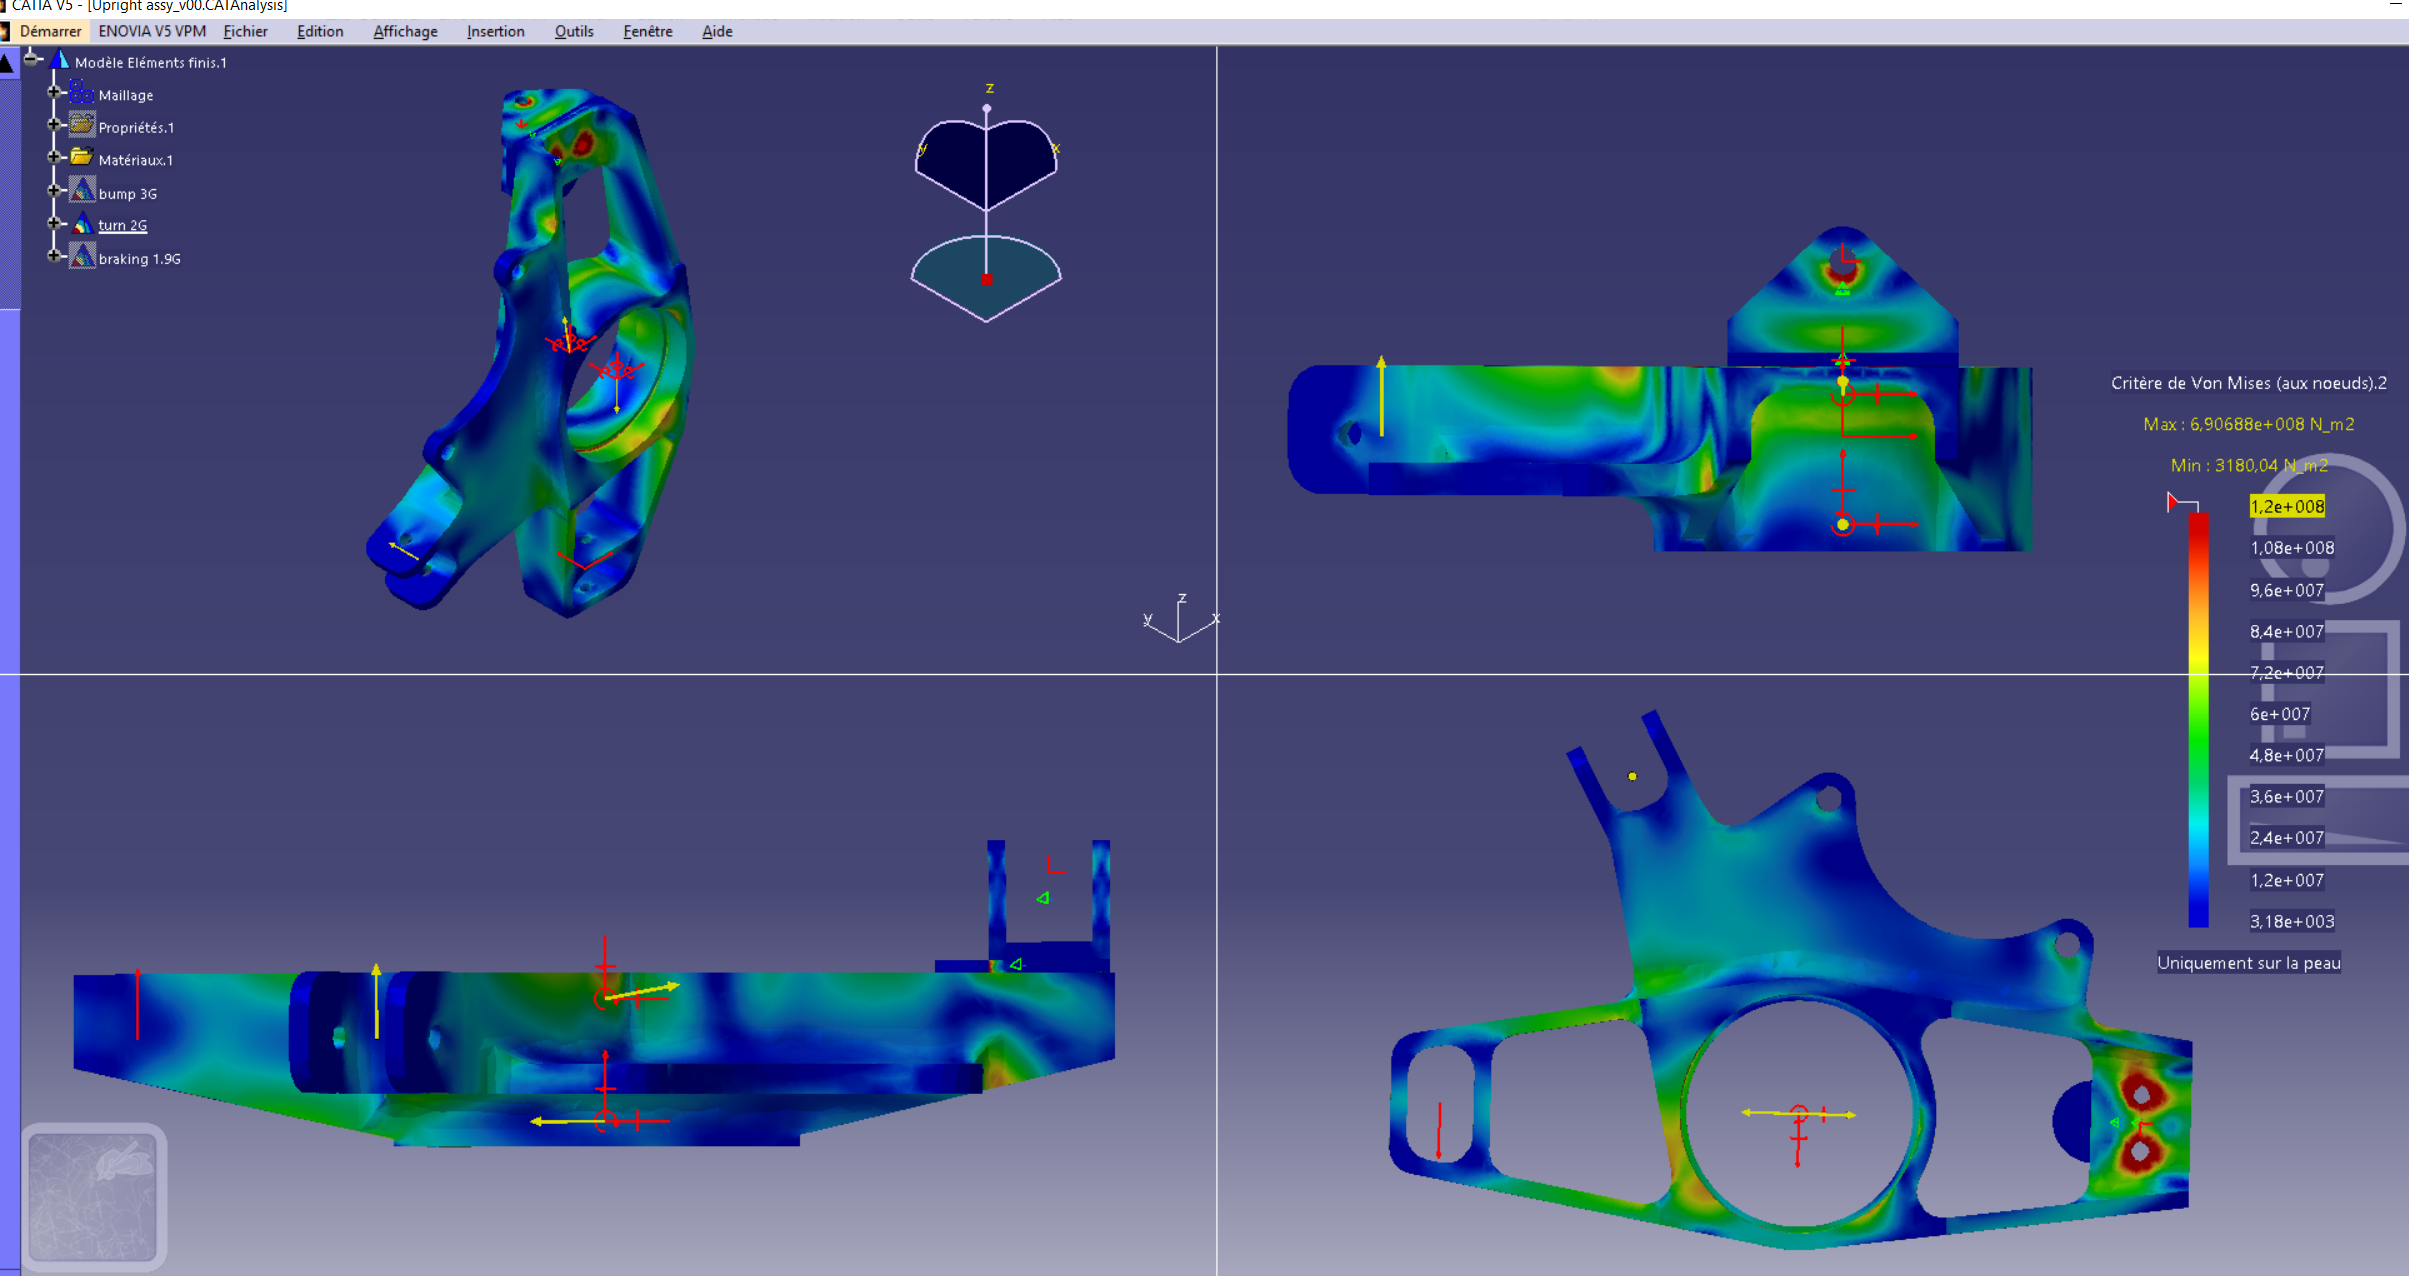 CATIA V5 - [Upright assy_v00.CATAnalysis]
Démarrer ENOVIA V5 VPM Fichier Edition Affichage Insertion Outils Fenêtre Aide
Modèle Eléments finis.1
Maillage
Propriétés.1
Matériaux.1
bump 3G
turn 2G
braking 1.9G
z
y
x
z
y
x
Critère de Von Mises (aux noeuds).2
Max : 6,90688e+008 N_m2
Min : 3180,04 N_m2
1,2e+008
1,08e+008
9,6e+007
8,4e+007
7,2e+007
6e+007
4,8e+007
3,6e+007
2,4e+007
1,2e+007
3,18e+003
Uniquement sur la peau